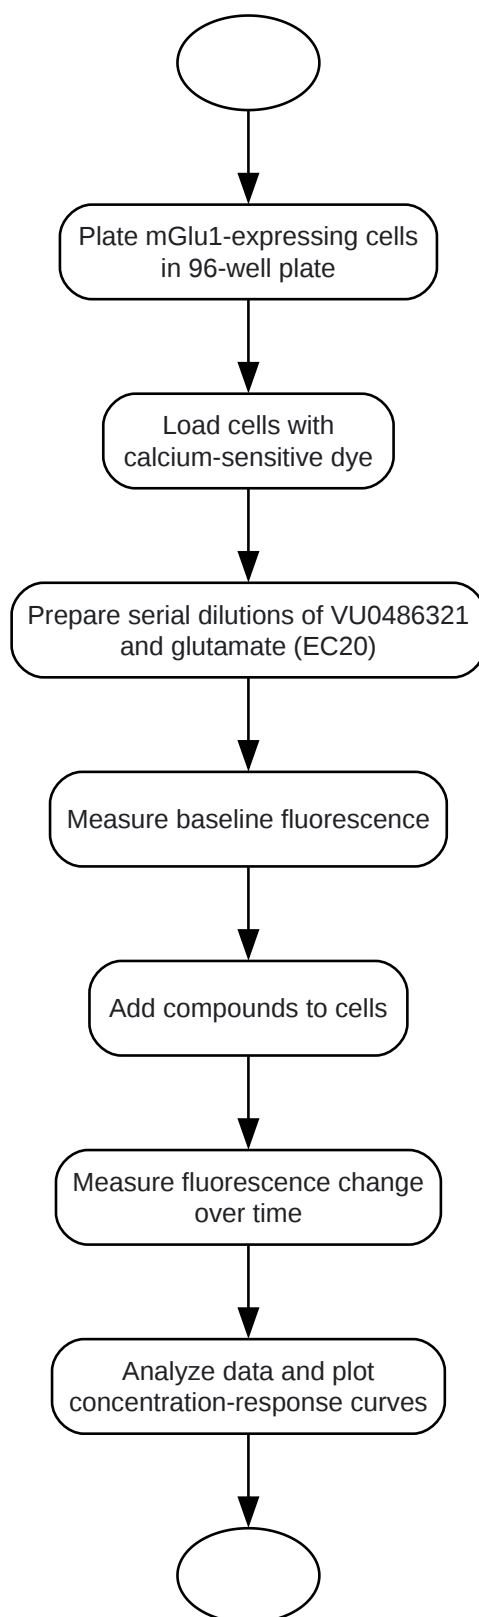 Plate mGlu1-expressing cells
in 96-well plate
Load cells with
calcium-sensitive dye
Prepare serial dilutions of VU0486321
and glutamate (EC20)
Measure baseline fluorescence
Add compounds to cells
Measure fluorescence change
over time
Analyze data and plot
concentration-response curves